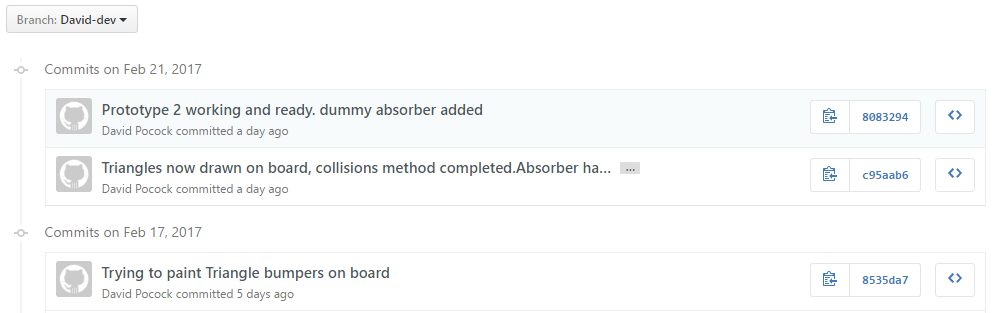 Branch: David-dev
Commits on Feb 21, 2017
Prototype 2 working and ready. dummy absorber added
8083294
David Pocock committed a day ago
Triangles now drawn on board, collisions method completed.Absorber ha... ...
c95aab6
David Pocock committed a day ago
Commits on Feb 17, 2017
Trying to paint Triangle bumpers on board
8535da7
David Pocock committed 5 days ago